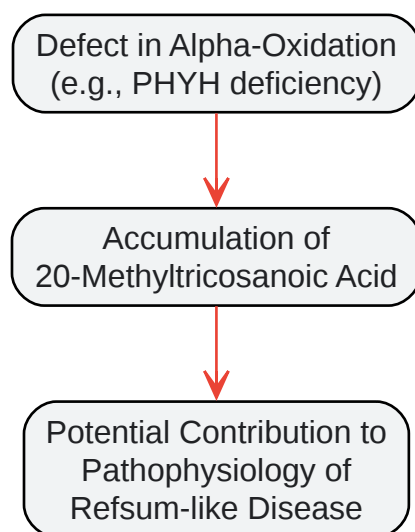 Defect in Alpha-Oxidation
(e.g., PHYH deficiency)
Accumulation of
20-Methyltricosanoic Acid
Potential Contribution to
Pathophysiology of
Refsum-like Disease